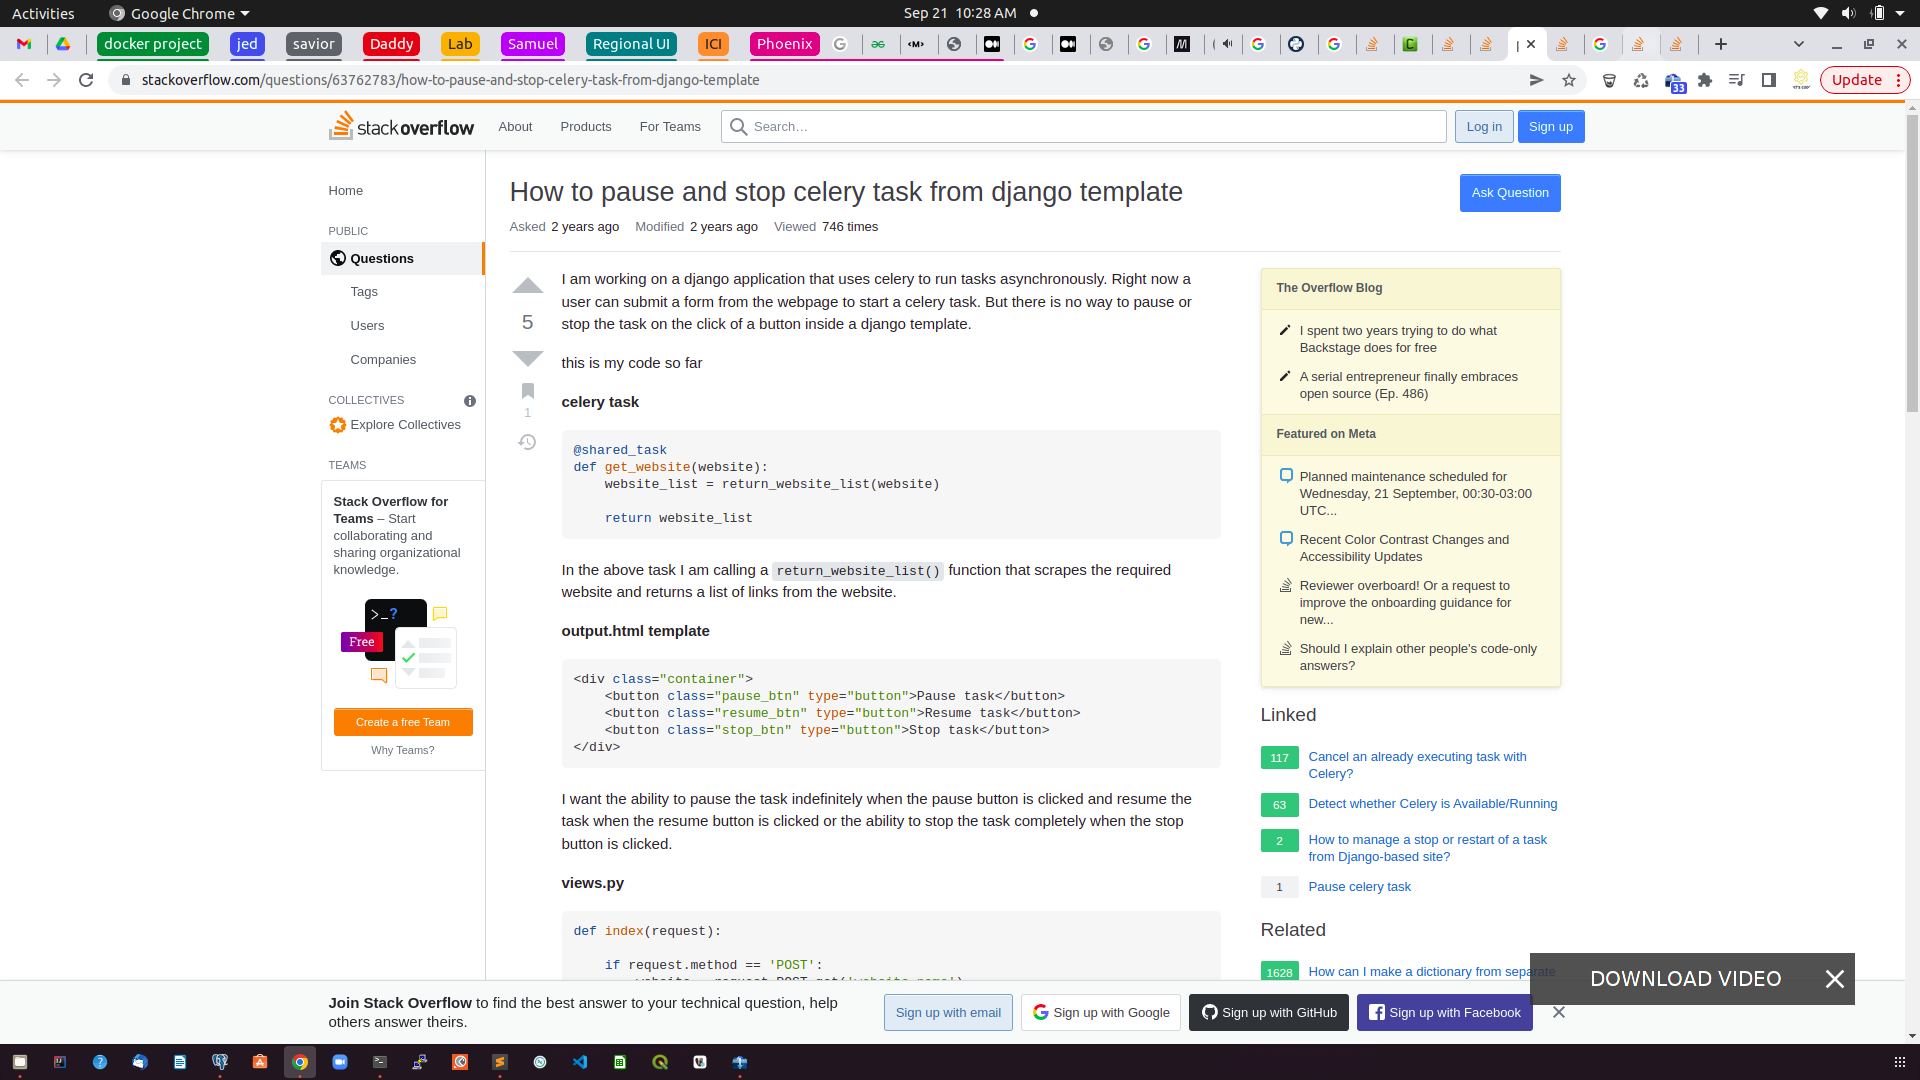 Activities
Google Chrome
Sep 21 10:28 AM
docker project
jed
savior
Daddy
Lab
Samuel
Regional UI
ICI
Phoenix
stackoverflow.com/questions/63762783/how-to-pause-and-stop-celery-task-from-django-template
33
Update
stackoverflow
About
Products
For Teams
Search…
Log in
Sign up
Home
PUBLIC
Questions
Tags
Users
Companies
COLLECTIVES
Explore Collectives
TEAMS
Stack Overflow for
Teams – Start
collaborating and
sharing organizational
knowledge.
>_?
Free
Create a free Team
Why Teams?
How to pause and stop celery task from django template
Ask Question
Asked 2 years ago Modified 2 years ago Viewed 746 times
5
1
I am working on a django application that uses celery to run tasks asynchronously. Right now a
user can submit a form from the webpage to start a celery task. But there is no way to pause or
stop the task on the click of a button inside a django template.
this is my code so far
celery task
@shared_task
def get_website(website):
    website_list = return_website_list(website)
    return website_list
In the above task I am calling a return_website_list() function that scrapes the required
website and returns a list of links from the website.
output.html template
<div class="container">
    <button class="pause_btn" type="button">Pause task</button>
    <button class="resume_btn" type="button">Resume task</button>
    <button class="stop_btn" type="button">Stop task</button>
</div>
I want the ability to pause the task indefinitely when the pause button is clicked and resume the
task when the resume button is clicked or the ability to stop the task completely when the stop
button is clicked.
views.py
def index(request):
    if request.method == 'POST':
The Overflow Blog
I spent two years trying to do what
Backstage does for free
A serial entrepreneur finally embraces
open source (Ep. 486)
Featured on Meta
Planned maintenance scheduled for
Wednesday, 21 September, 00:30-03:00
UTC...
Recent Color Contrast Changes and
Accessibility Updates
Reviewer overboard! Or a request to
improve the onboarding guidance for
new...
Should I explain other people's code-only
answers?
Linked
117 Cancel an already executing task with
Celery?
63 Detect whether Celery is Available/Running
2 How to manage a stop or restart of a task
from Django-based site?
1 Pause celery task
Related
1628 How can I make a dictionary from separate
DOWNLOAD VIDEO
Join Stack Overflow to find the best answer to your technical question, help
others answer theirs.
Sign up with email
Sign up with Google
Sign up with GitHub
Sign up with Facebook